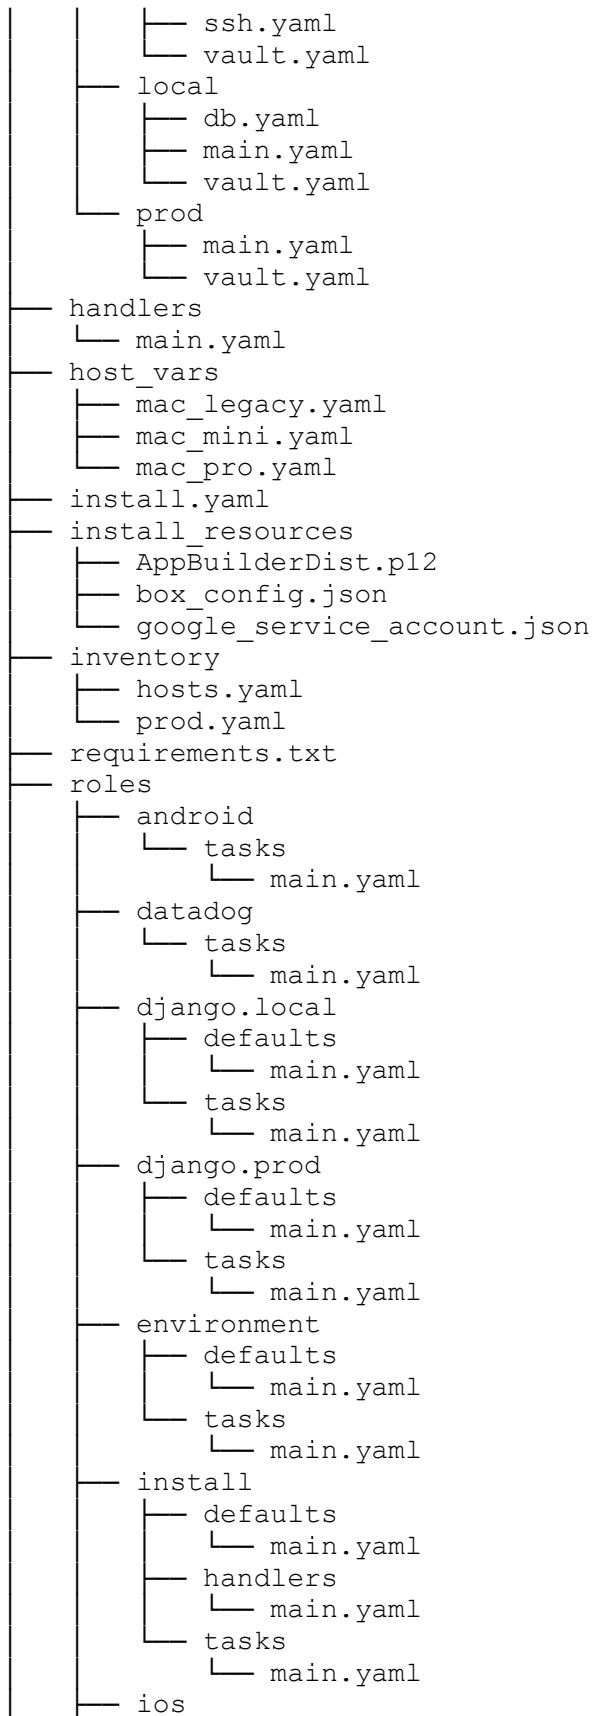 │   │   ├── ssh.yaml
│   │   └── vault.yaml
│   ├── local
│   │   ├── db.yaml
│   │   ├── main.yaml
│   │   └── vault.yaml
│   └── prod
│       ├── main.yaml
│       └── vault.yaml
├── handlers
│   └── main.yaml
├── host_vars
│   ├── mac_legacy.yaml
│   ├── mac_mini.yaml
│   └── mac_pro.yaml
├── install.yaml
├── install_resources
│   ├── AppBuilderDist.p12
│   ├── box_config.json
│   └── google_service_account.json
├── inventory
│   ├── hosts.yaml
│   └── prod.yaml
├── requirements.txt
├── roles
│   ├── android
│   │   └── tasks
│   │       └── main.yaml
│   ├── datadog
│   │   └── tasks
│   │       └── main.yaml
│   ├── django.local
│   │   ├── defaults
│   │   │   └── main.yaml
│   │   └── tasks
│   │       └── main.yaml
│   ├── django.prod
│   │   ├── defaults
│   │   │   └── main.yaml
│   │   └── tasks
│   │       └── main.yaml
│   ├── environment
│   │   ├── defaults
│   │   │   └── main.yaml
│   │   └── tasks
│   │       └── main.yaml
│   ├── install
│   │   ├── defaults
│   │   │   └── main.yaml
│   │   ├── handlers
│   │   │   └── main.yaml
│   │   └── tasks
│   │       └── main.yaml
│   ├── ios